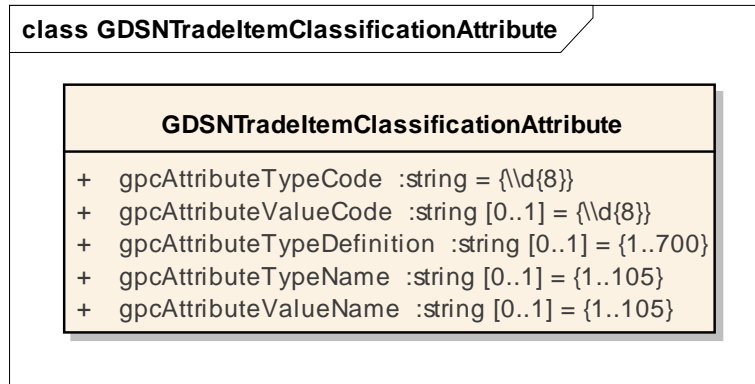 class GDSNTradeItemClassificationAttribute
GDSNTradeItemClassificationAttribute
+ gpcAttributeTypeCode :string = {\\d{8}}
+ gpcAttributeValueCode :string [0..1] = {\\d{8}}
+ gpcAttributeTypeDefinition :string [0..1] = {1..700}
+ gpcAttributeTypeName :string [0..1] = {1..105}
+ gpcAttributeValueName :string [0..1] = {1..105}